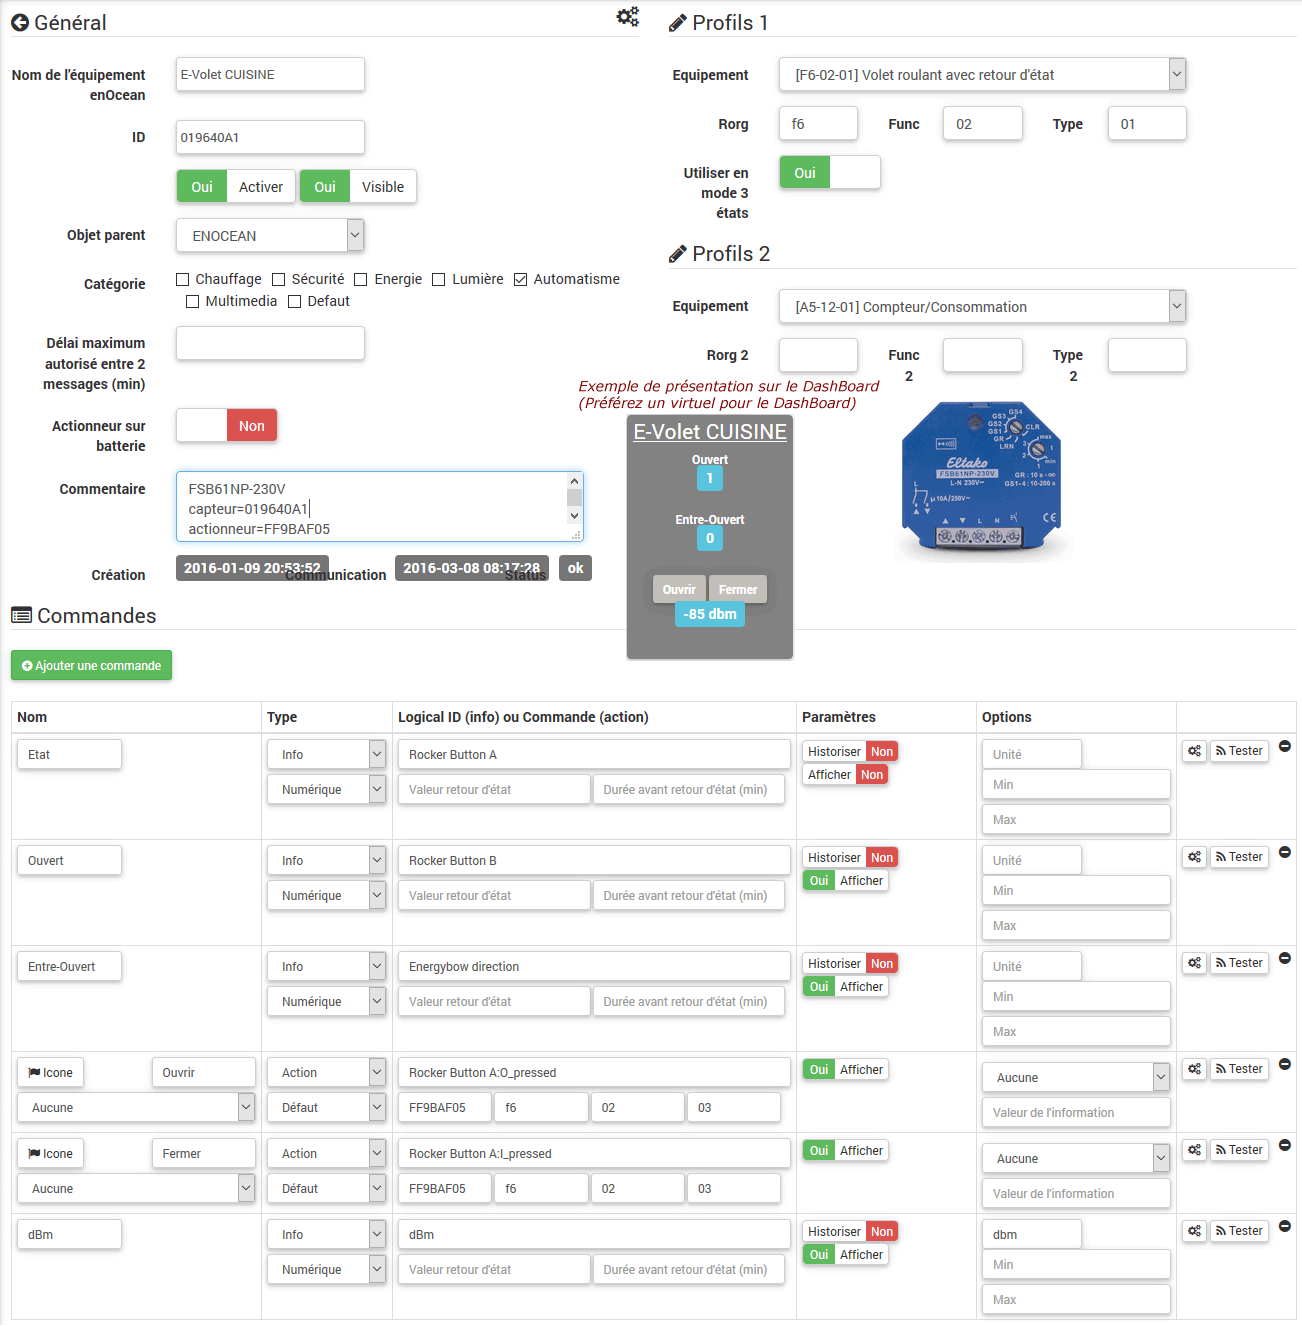 Général
Nom de l'équipement
enOcean
E-Volet CUISINE
ID
019640A1
Oui Activer Oui Visible
Objet parent
ENOCEAN
Catégorie
Chauffage Sécurité Energie Lumière Automatisme
Multimedia Defaut
Délai maximum
autorisé entre 2
messages (min)
Actionneur sur
batterie
Non
Commentaire
FSB61NP-230V
capteur=019640A1
actionneur=FF9BAF05
Création 2016-01-09 20:53:52 Communication 2016-03-08 08:17:28 Status ok
Profils 1
Equipement [F6-02-01] Volet roulant avec retour d'état
Rorg f6 Func 02 Type 01
Utiliser en
mode 3
états
Oui
Profils 2
Equipement [A5-12-01] Compteur/Consommation
Rorg 2 Func
2 Type
2
Exemple de présentation sur le DashBoard
(Préférez un virtuel pour le DashBoard)
E-Volet CUISINE
Ouvert
1
Entre-Ouvert
0
Ouvrir Fermer
-85 dbm
GS4
GS3
GS2
GS1
GR
LRN
CLR
max
3
t
2
min
1
Eltako
FSB61NP-230V
L-N 230V~
GR : 10 s - ∞
GS1-4 : 10-200 s
L
µ 10A/250V~
▲ ▼ L N
CE
Commandes
Ajouter une commande
Nom Type Logical ID (info) ou Commande (action) Paramètres Options
Etat Info Rocker Button A Historiser Non Unité Tester
Afficher Non
Numérique Valeur retour d'état Durée avant retour d'état (min) Min
Max
Ouvert Info Rocker Button B Historiser Non Unité Tester
Oui Afficher
Numérique Valeur retour d'état Durée avant retour d'état (min) Min
Max
Entre-Ouvert Info Energybow direction Historiser Non Unité Tester
Oui Afficher
Numérique Valeur retour d'état Durée avant retour d'état (min) Min
Max
Icone Ouvrir Action Rocker Button A:O_pressed Oui Afficher Aucune Tester
Aucune Défaut FF9BAF05 f6 02 03 Valeur de l'information
Icone Fermer Action Rocker Button A:I_pressed Oui Afficher Aucune Tester
Aucune Défaut FF9BAF05 f6 02 03 Valeur de l'information
dBm Info dBm Historiser Non dbm Tester
Oui Afficher
Numérique Valeur retour d'état Durée avant retour d'état (min) Min
Max